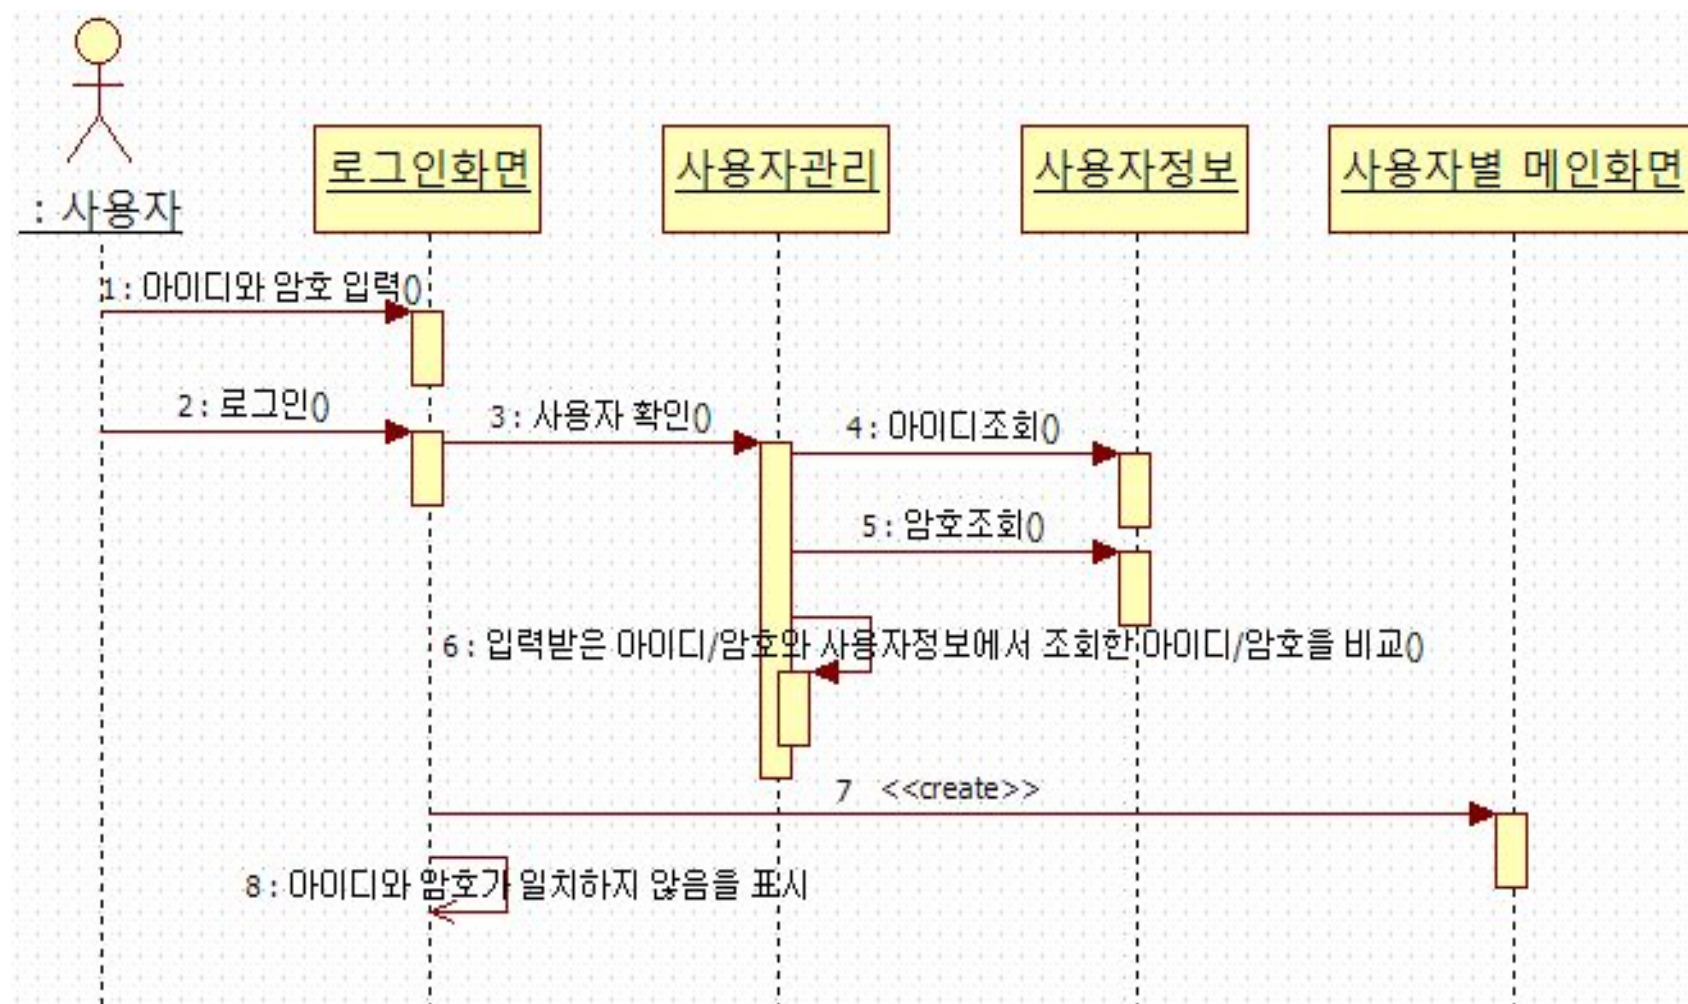 : 사용자
로그인화면
사용자관리
사용자정보
사용자별 메인화면
1 : 아이디와 암호 입력()
2 : 로그인()
3 : 사용자 확인()
4 : 아이디조회()
5 : 암호조회()
6 : 입력받은 아이디/암호와 사용자정보에서 조회한 아이디/암호을 비교()
7 <<create>>
8 : 아이디와 암호가 일치하지 않음을 표시